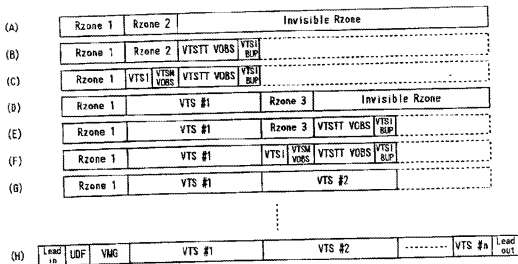 (A) Rzone 1 Rzone 2 Invisible Rzone
(B) Rzone 1 Rzone 2 VTSTT VOBS VTSI BUP
(C) Rzone 1 VTSI VTSM VOBS VTSTT VOBS VTSI BUP
(D) Rzone 1 VTS #1 Rzone 3 Invisible Rzone
(E) Rzone 1 VTS #1 Rzone 3 VTSTT VOBS VTSI BUP
(F) Rzone 1 VTS #1 VTSI VTSM VOBS VTSTT VOBS VTSI BUP
(G) Rzone 1 VTS #1 VTS #2
(H) Lead in UDF VMG VTS #1 VTS #2 VTS #n Lead out